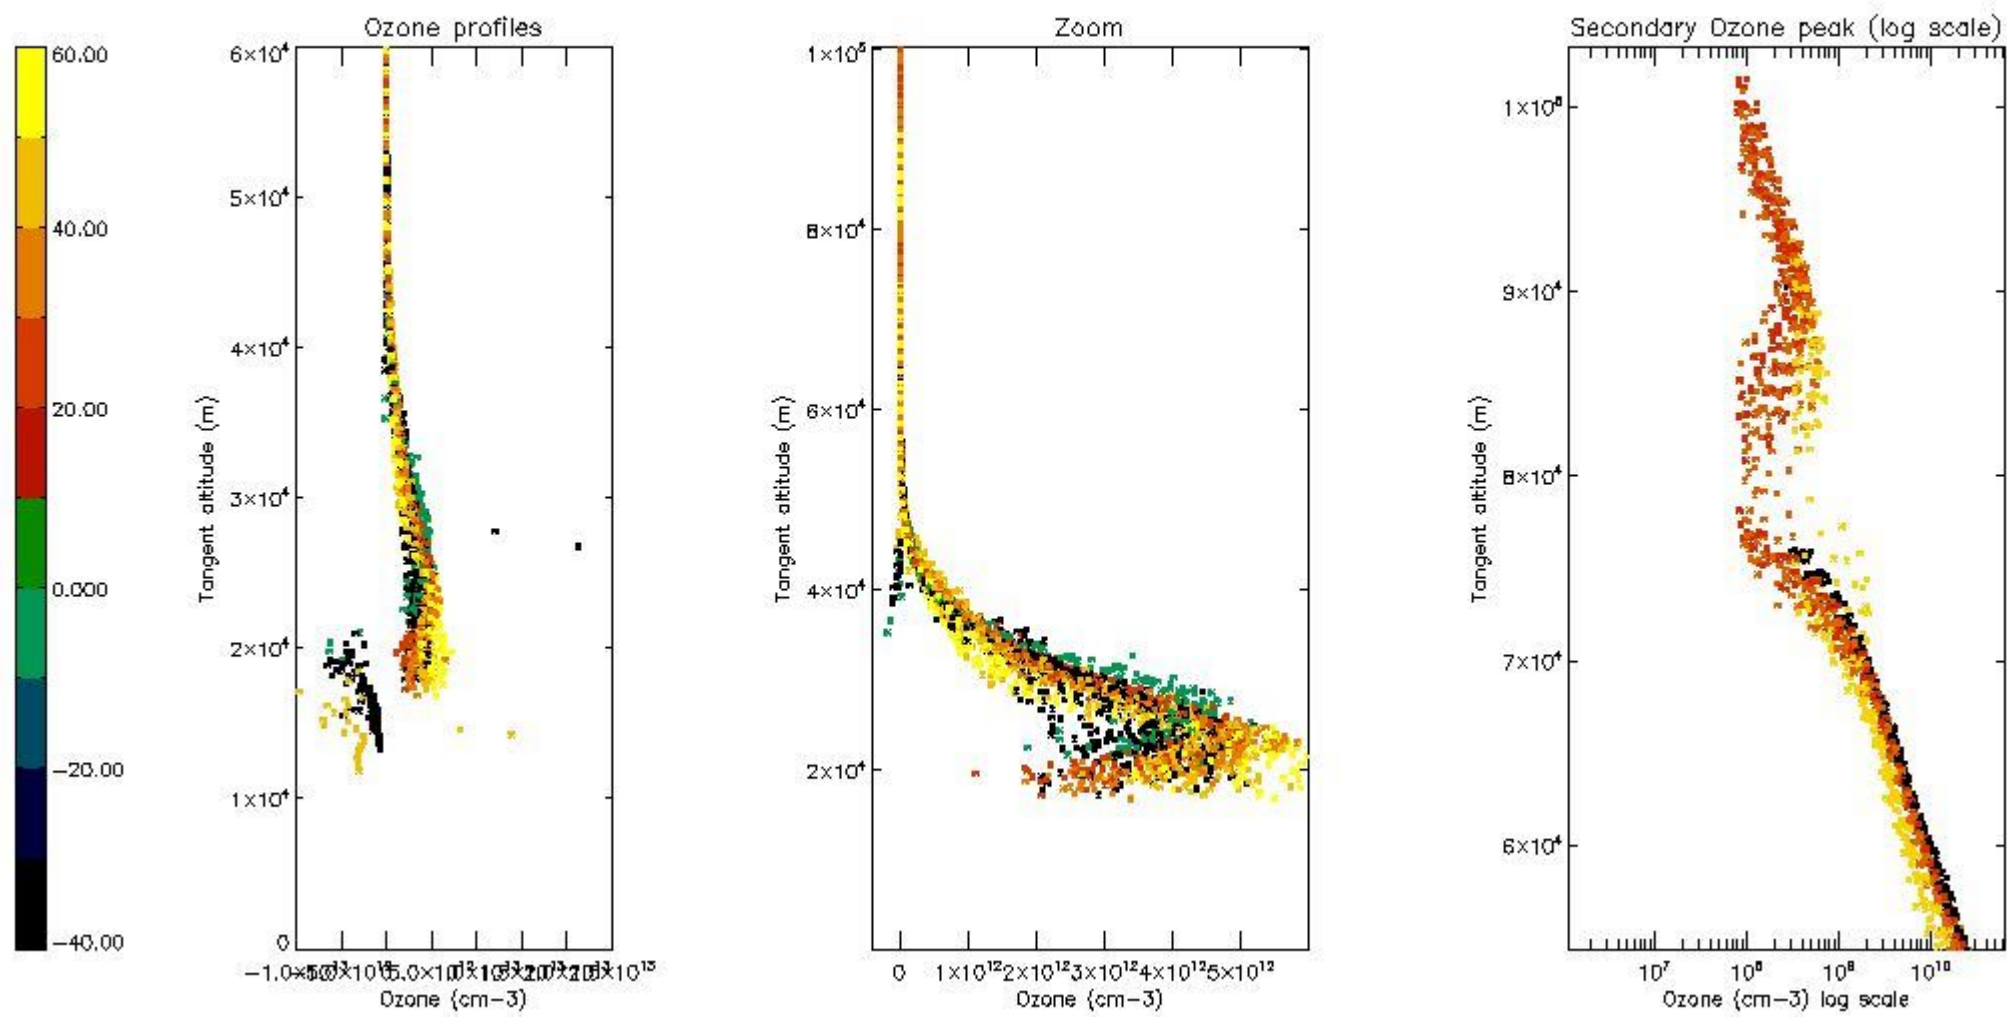 Ozone profiles
Zoom
Secondary Ozone peak (log scale)
60.00
40.00
20.00
0.000
−20.00
−40.00
Tangent altitude (m)
6×10⁴
5×10⁴
4×10⁴
3×10⁴
2×10⁴
1×10⁴
0
Ozone (cm−3)
Tangent altitude (m)
1×10⁵
8×10⁴
6×10⁴
4×10⁴
2×10⁴
0 1×10¹² 2×10¹² 3×10¹² 4×10¹² 5×10¹²
Ozone (cm−3)
Tangent altitude (m)
9×10⁴
8×10⁴
7×10⁴
6×10⁴
10⁷ 10⁸ 10⁹ 10¹⁰
Ozone (cm−3) log scale